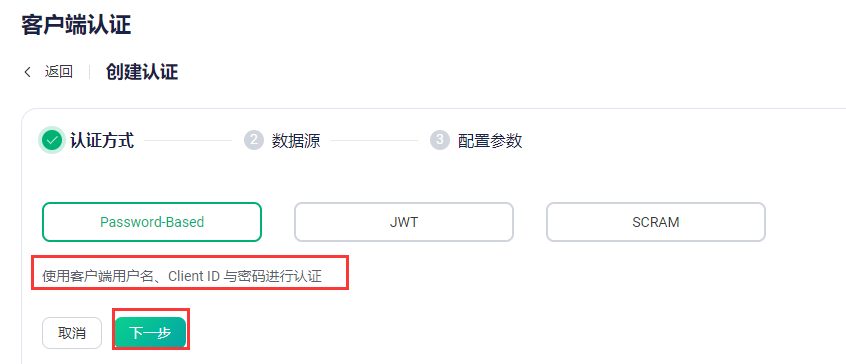 客户端认证
返回 创建认证
认证方式 2 数据源 3 配置参数
Password-Based JWT SCRAM
使用客户端用户名、Client ID 与密码进行认证
取消 下一步